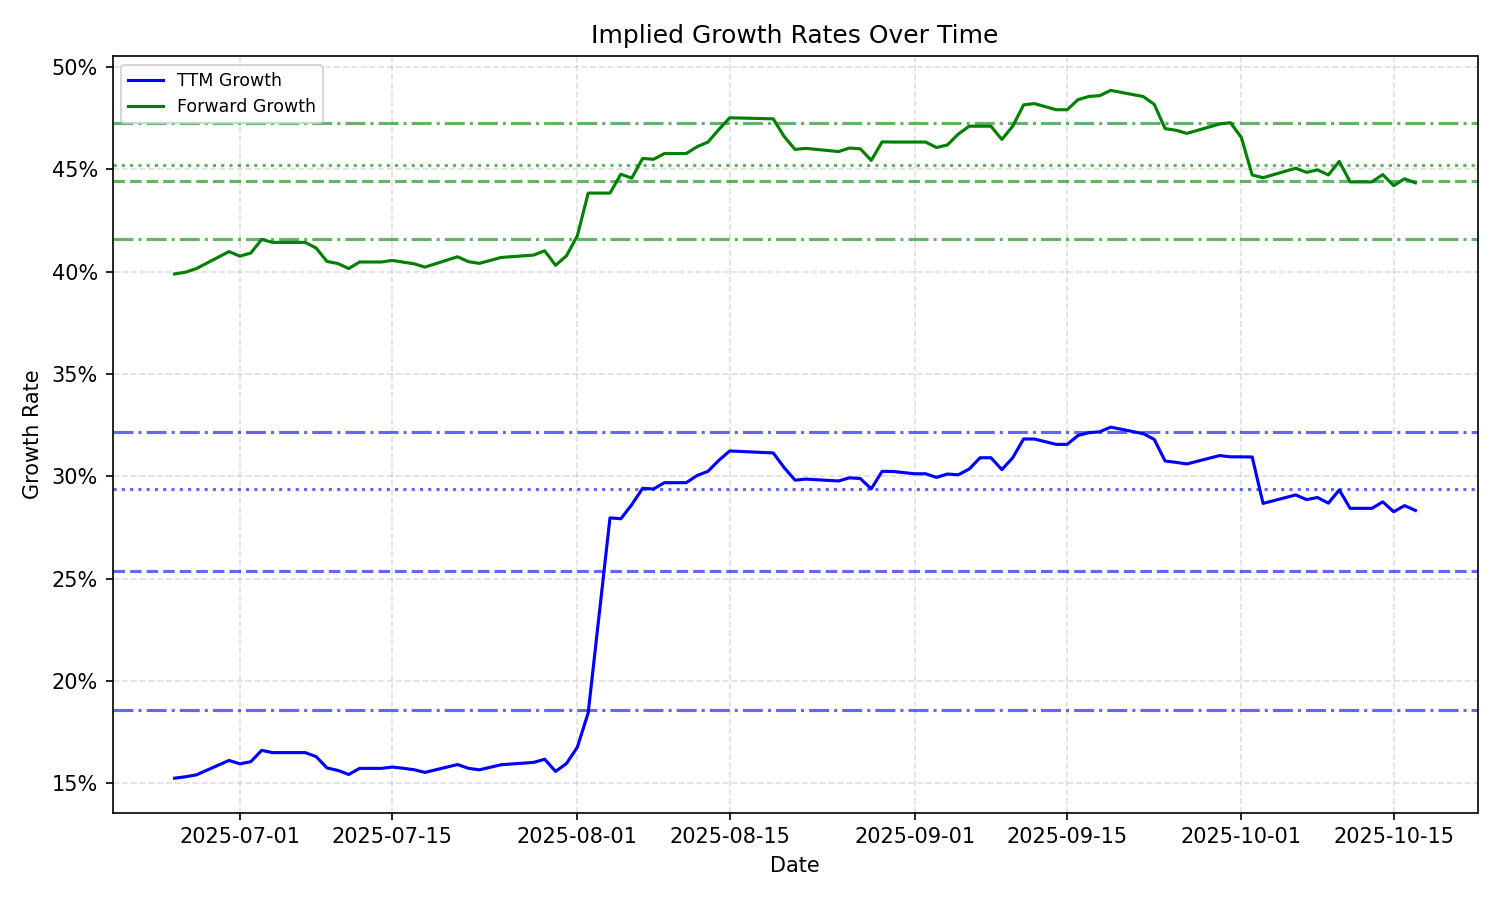 Implied Growth Rates Over Time
TTM Growth
Forward Growth
Growth Rate
50%
45%
40%
35%
30%
25%
20%
15%
2025-07-01 2025-07-15 2025-08-01 2025-08-15 2025-09-01 2025-09-15 2025-10-01 2025-10-15
Date